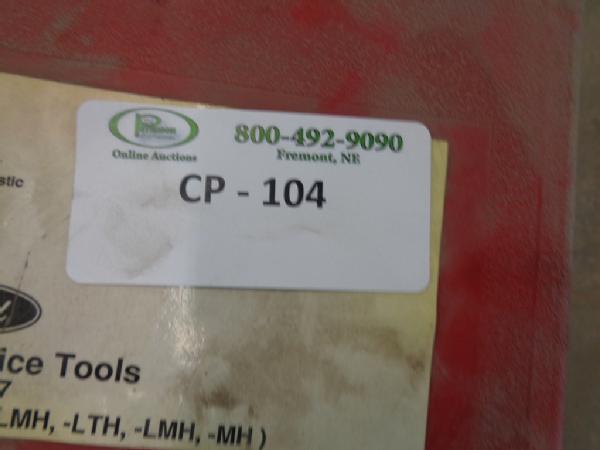 800-492-9090
Online Auctions
Fremont, NE
CP - 104
stic
ice Tools
7
LMH, -LTH, -LMH, -MH )